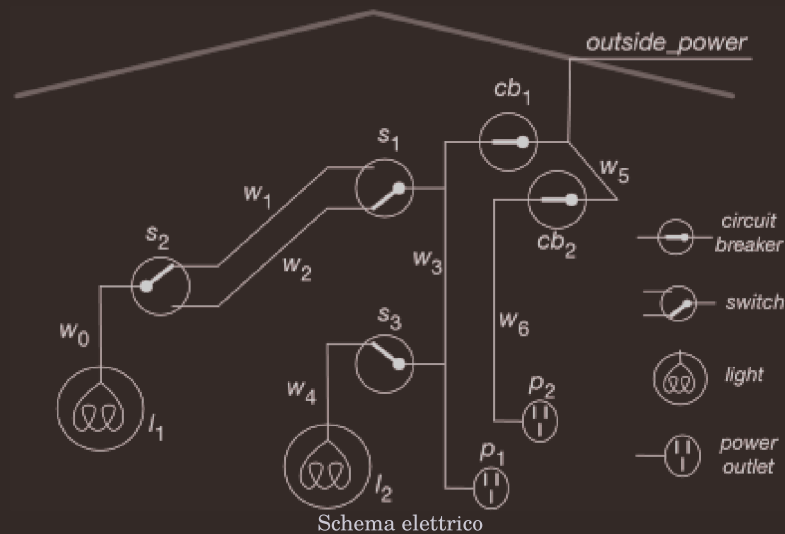 outside_power
cb1
s1
w5
w1
s2
cb2
circuit
breaker
w2
w3
s3
switch
w0
w6
w4
p2
light
l1
p1
power
outlet
l2
Schema elettrico